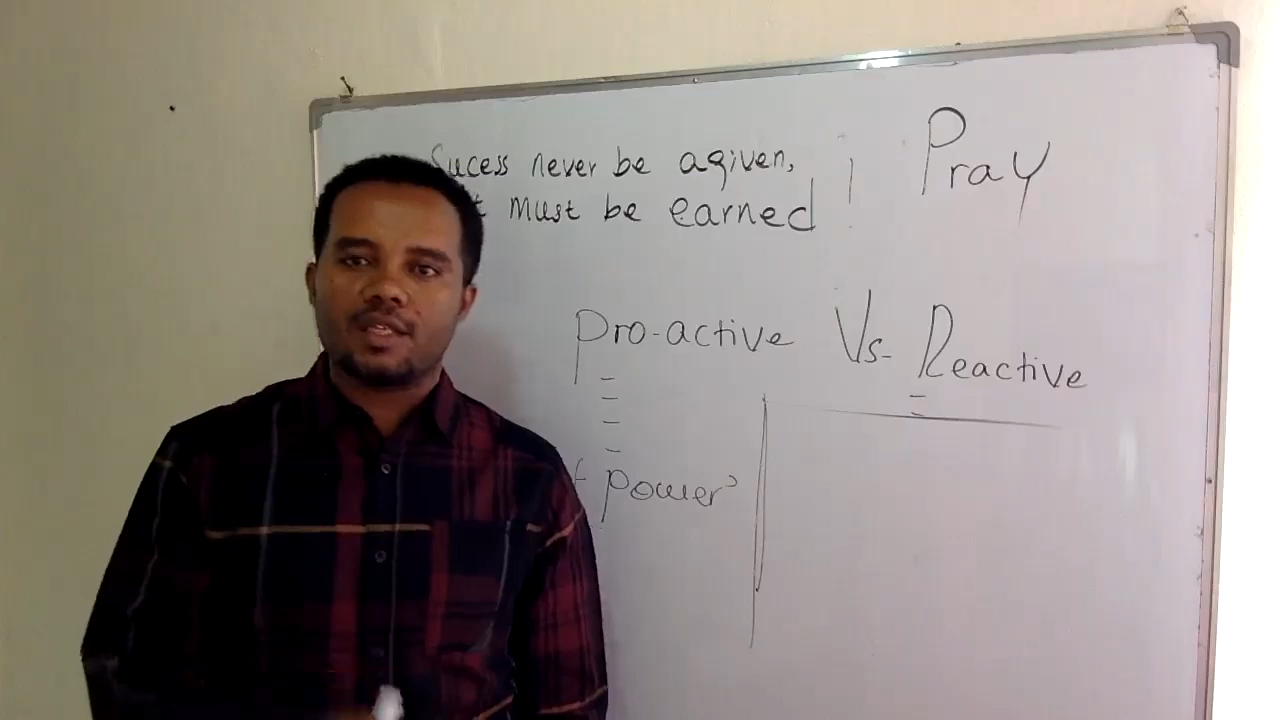 Sucess never be agiven,
must be earned !
Pray
Pro-active Vs- Reactive
power